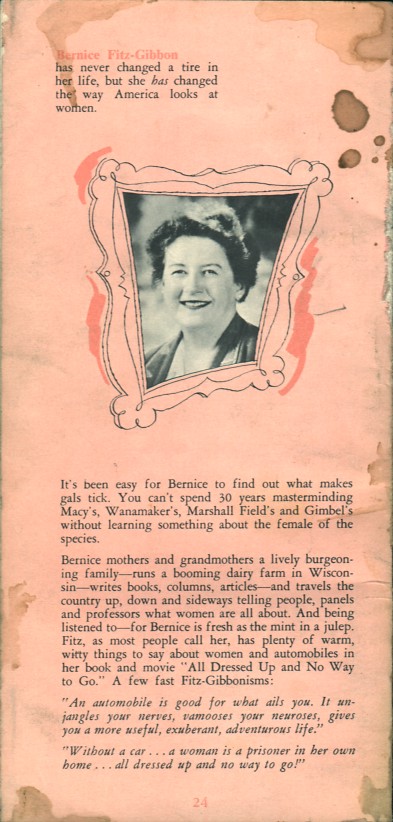 Bernice Fitz-Gibbon
has never changed a tire in
her life, but she has changed
the way America looks at
women.
It's been easy for Bernice to find out what makes
gals tick. You can't spend 30 years masterminding
Macy's, Wanamaker's, Marshall Field's and Gimbel's
without learning something about the female of the
species.
Bernice mothers and grandmothers a lively burgeon-
ing family—runs a booming dairy farm in Wiscon-
sin—writes books, columns, articles—and travels the
country up, down and sideways telling people, panels
and professors what women are all about. And being
listened to—for Bernice is fresh as the mint in a julep.
Fitz, as most people call her, has plenty of warm,
witty things to say about women and automobiles in
her book and movie "All Dressed Up and No Way
to Go." A few fast Fitz-Gibbonisms:
"An automobile is good for what ails you. It un-
jangles your nerves, vamooses your neuroses, gives
you a more useful, exuberant, adventurous life."
"Without a car . . . a woman is a prisoner in her own
home . . . all dressed up and no way to go!"
24